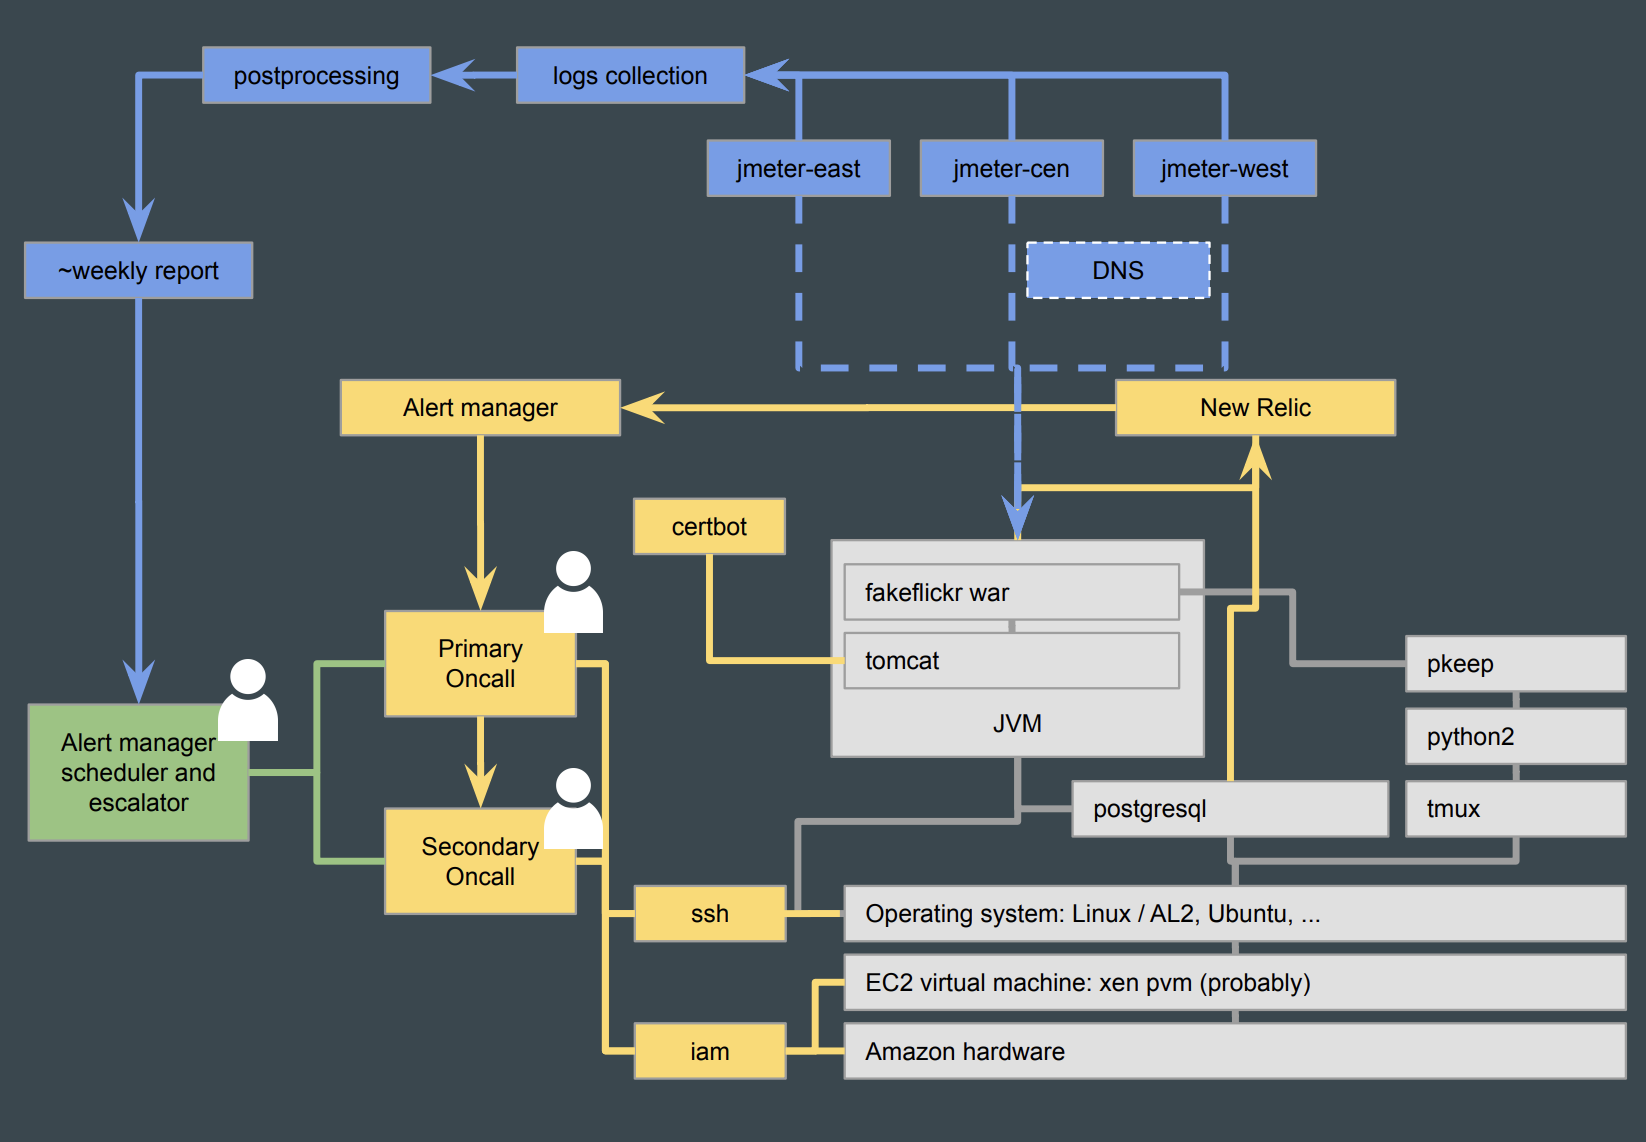 postprocessing
logs collection
jmeter-east
jmeter-cen
jmeter-west
~weekly report
DNS
Alert manager
New Relic
certbot
fakeflickr war
Primary
Oncall
tomcat
pkeep
JVM
python2
Alert manager
scheduler and
escalator
postgresql
tmux
Secondary
Oncall
ssh
Operating system: Linux / AL2, Ubuntu, ...
EC2 virtual machine: xen pvm (probably)
iam
Amazon hardware